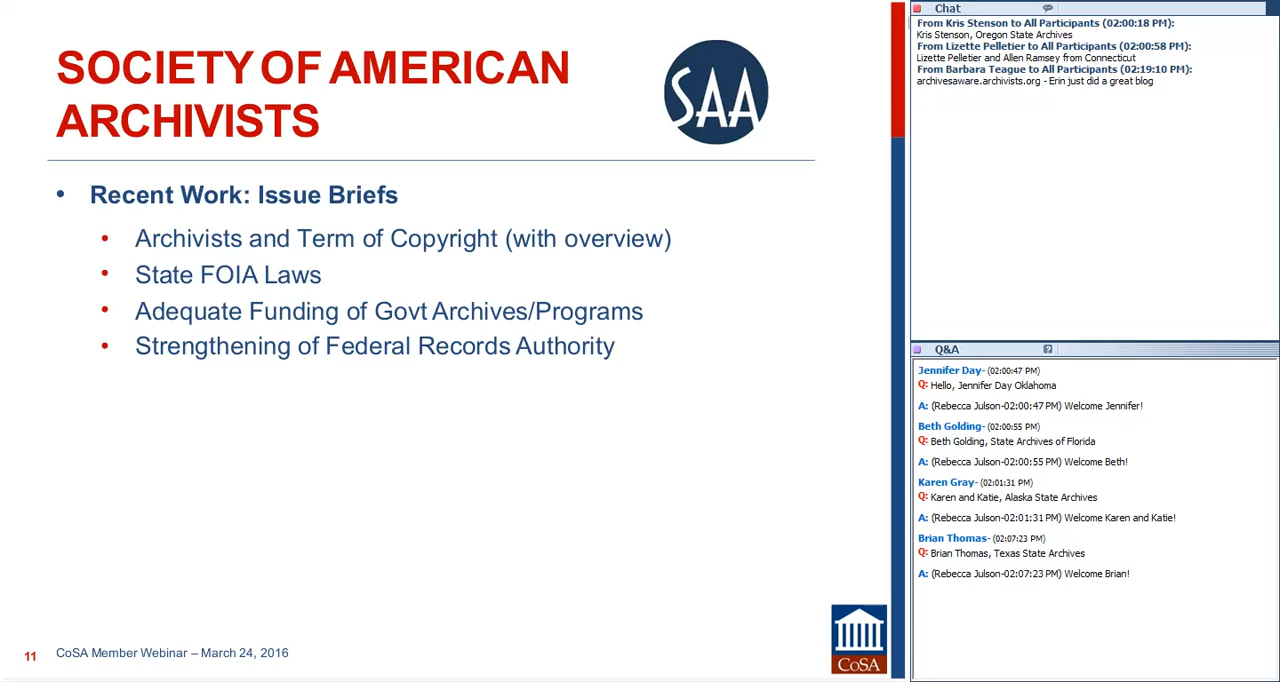 SOCIETY OF AMERICAN
ARCHIVISTS
SAA
• Recent Work: Issue Briefs
• Archivists and Term of Copyright (with overview)
• State FOIA Laws
• Adequate Funding of Govt Archives/Programs
• Strengthening of Federal Records Authority
11 CoSA Member Webinar – March 24, 2016
CoSA
Chat
From Kris Stenson to All Participants (02:00:18 PM):
Kris Stenson, Oregon State Archives
From Lizette Pelletier to All Participants (02:00:58 PM):
Lizette Pelletier and Allen Ramsey from Connecticut
From Barbara Teague to All Participants (02:19:10 PM):
archivesaware.archivists.org - Erin just did a great blog
Q&A
Jennifer Day- (02:00:47 PM)
Q: Hello, Jennifer Day Oklahoma
A: (Rebecca Julson-02:00:47 PM) Welcome Jennifer!
Beth Golding- (02:00:55 PM)
Q: Beth Golding, State Archives of Florida
A: (Rebecca Julson-02:00:55 PM) Welcome Beth!
Karen Gray- (02:01:31 PM)
Q: Karen and Katie, Alaska State Archives
A: (Rebecca Julson-02:01:31 PM) Welcome Karen and Katie!
Brian Thomas- (02:07:23 PM)
Q: Brian Thomas, Texas State Archives
A: (Rebecca Julson-02:07:23 PM) Welcome Brian!